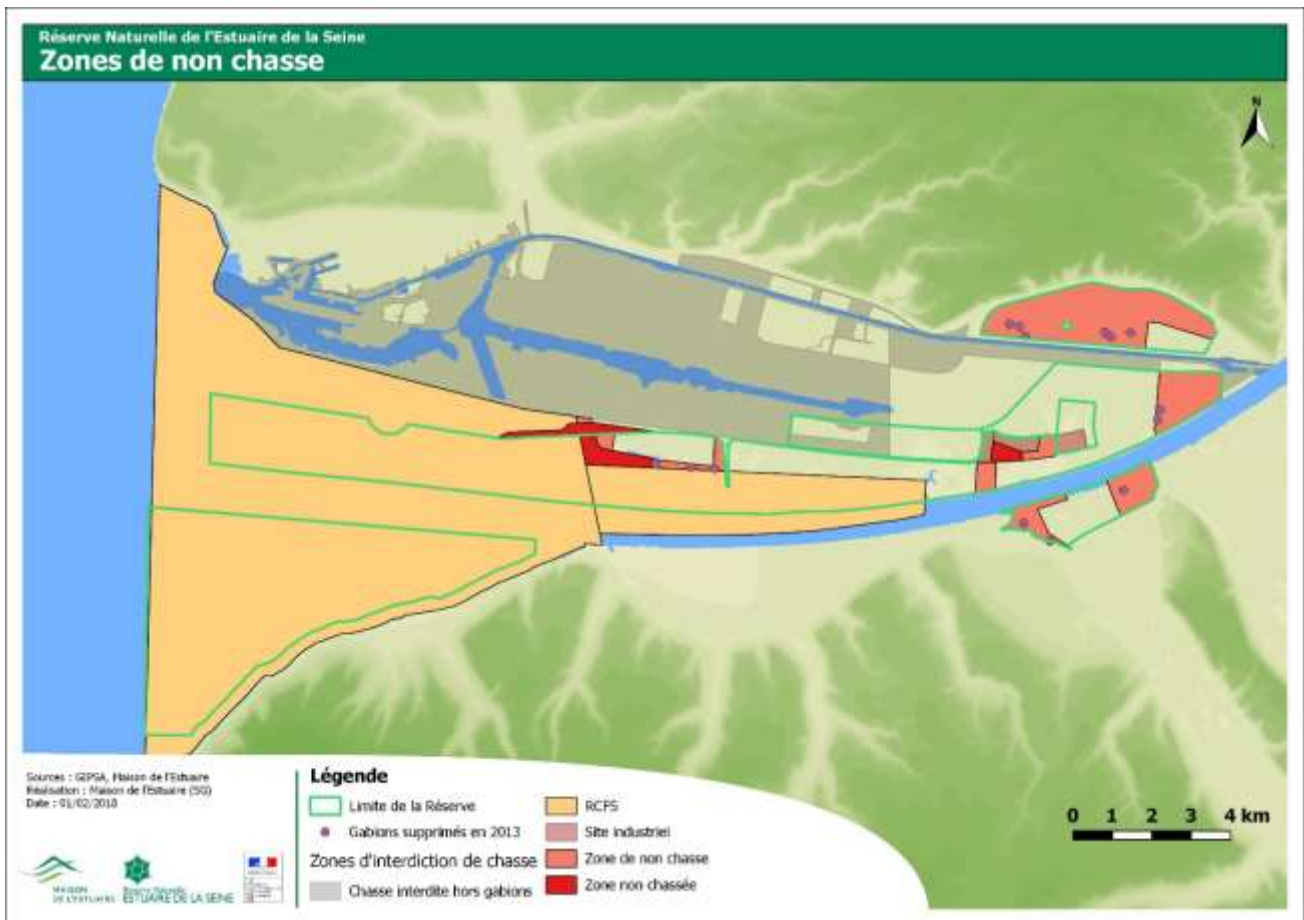 Réserve Naturelle de l'Estuaire de la Seine
Zones de non chasse
N
Sources : GIPSA, Maison de l'Estuaire
Réalisation : Maison de l'Estuaire (SG)
Date : 01/02/2018
Légende
Limite de la Réserve
Gabions supprimés en 2013
Zones d'interdiction de chasse
Chasse interdite hors gabions
RCFS
Site industriel
Zone de non chasse
Zone non chassée
0 1 2 3 4 km
MAISON
DE L'ESTUAIRE
Réserve Naturelle
ESTUAIRE DE LA SEINE